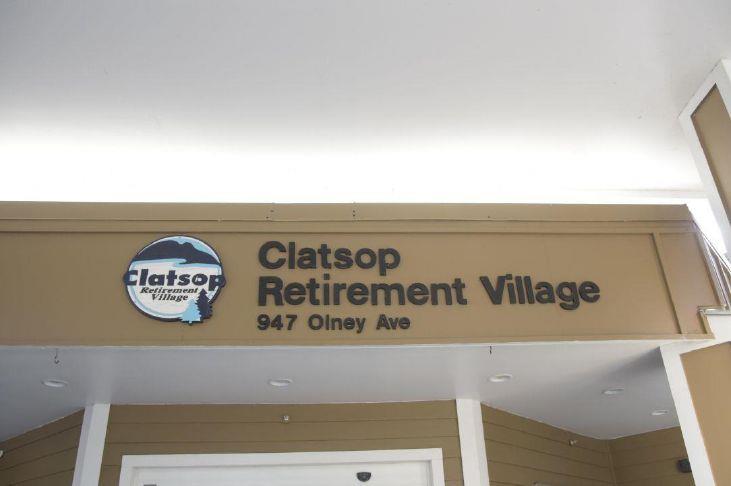 Clatsop
Retirement
Village
Clatsop
Retirement Village
947 Olney Ave